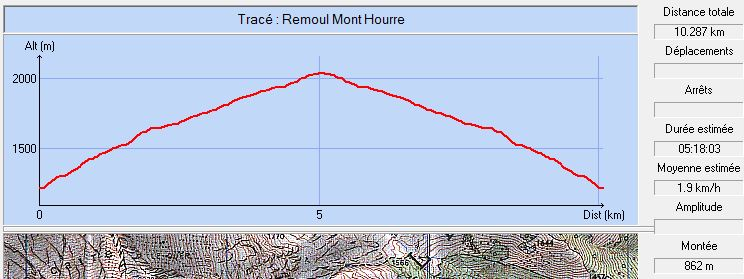 Tracé : Remoul Mont Hourre
Alt (m)
2000
1500
0
5
Dist (km)
Distance totale
10.287 km
Déplacements
Arrêts
Durée estimée
05:18:03
Moyenne estimée
1.9 km/h
Amplitude
Montée
862 m
1566